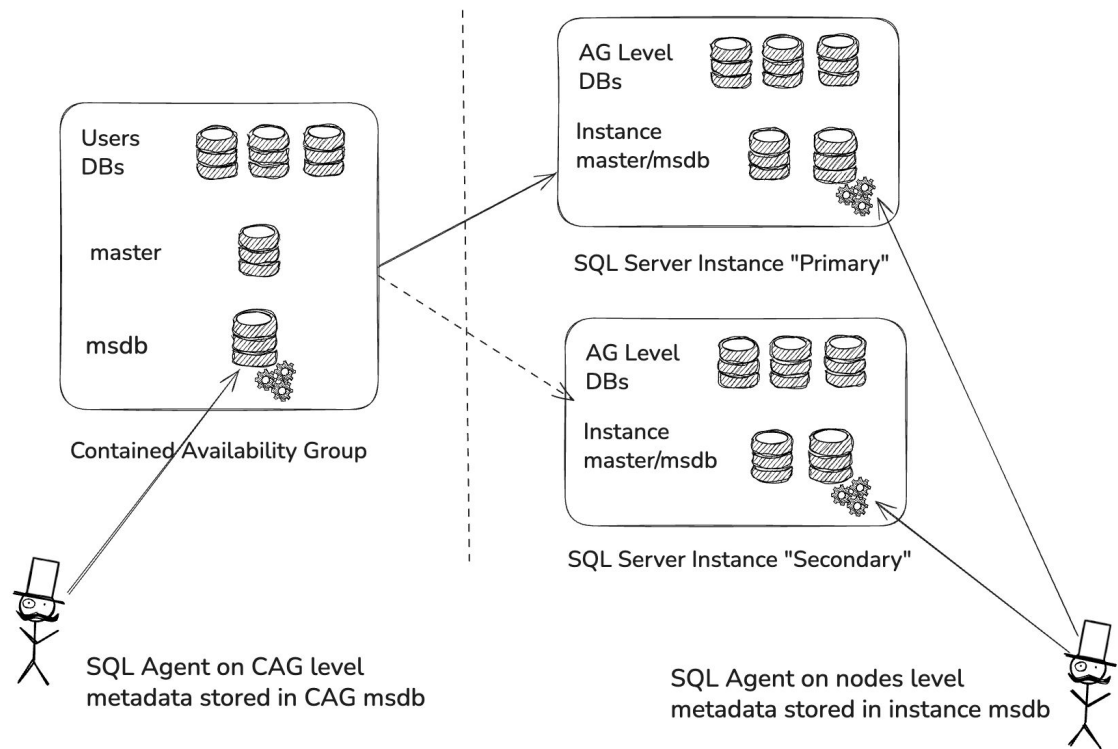 Users
DBs
master
msdb
Contained Availability Group
SQL Agent on CAG level
metadata stored in CAG msdb
AG Level
DBs
Instance
master/msdb
SQL Server Instance "Primary"
AG Level
DBs
Instance
master/msdb
SQL Server Instance "Secondary"
SQL Agent on nodes level
metadata stored in instance msdb